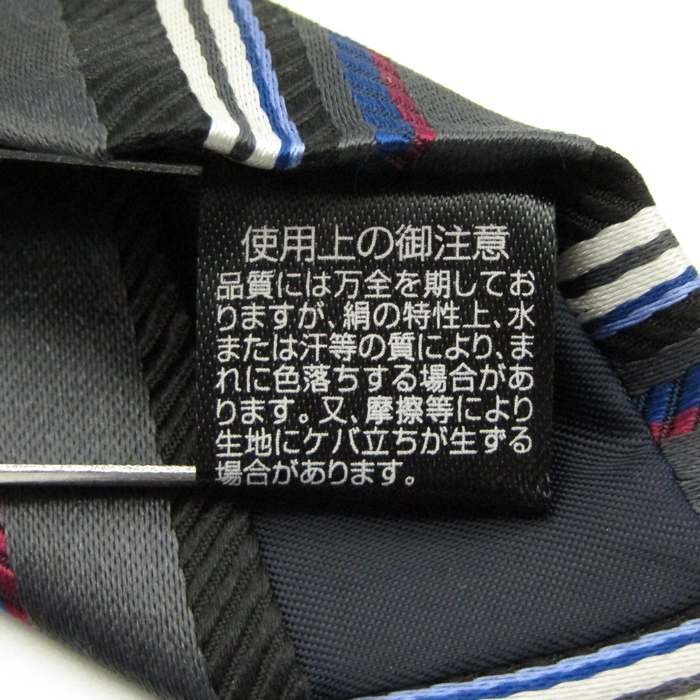 使用上の御注意
品質には万全を期してお
りますが、絹の特性上、水
または汗等の質により、ま
れに色落ちする場合があ
ります。又、摩擦等により
生地にケバ立ちが生ずる
場合があります。